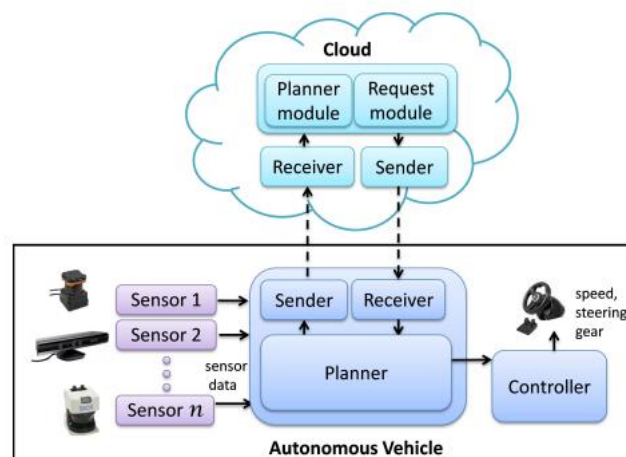 Cloud
Planner
module
Request
module
Receiver
Sender
Sensor 1
Sensor 2
Sensor n
sensor
data
Sender
Receiver
Planner
speed,
steering
gear
Controller
Autonomous Vehicle